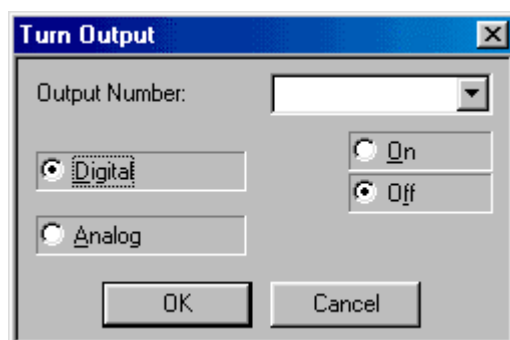 Turn Output
Output Number:
On
Digital
Off
Analog
OK Cancel